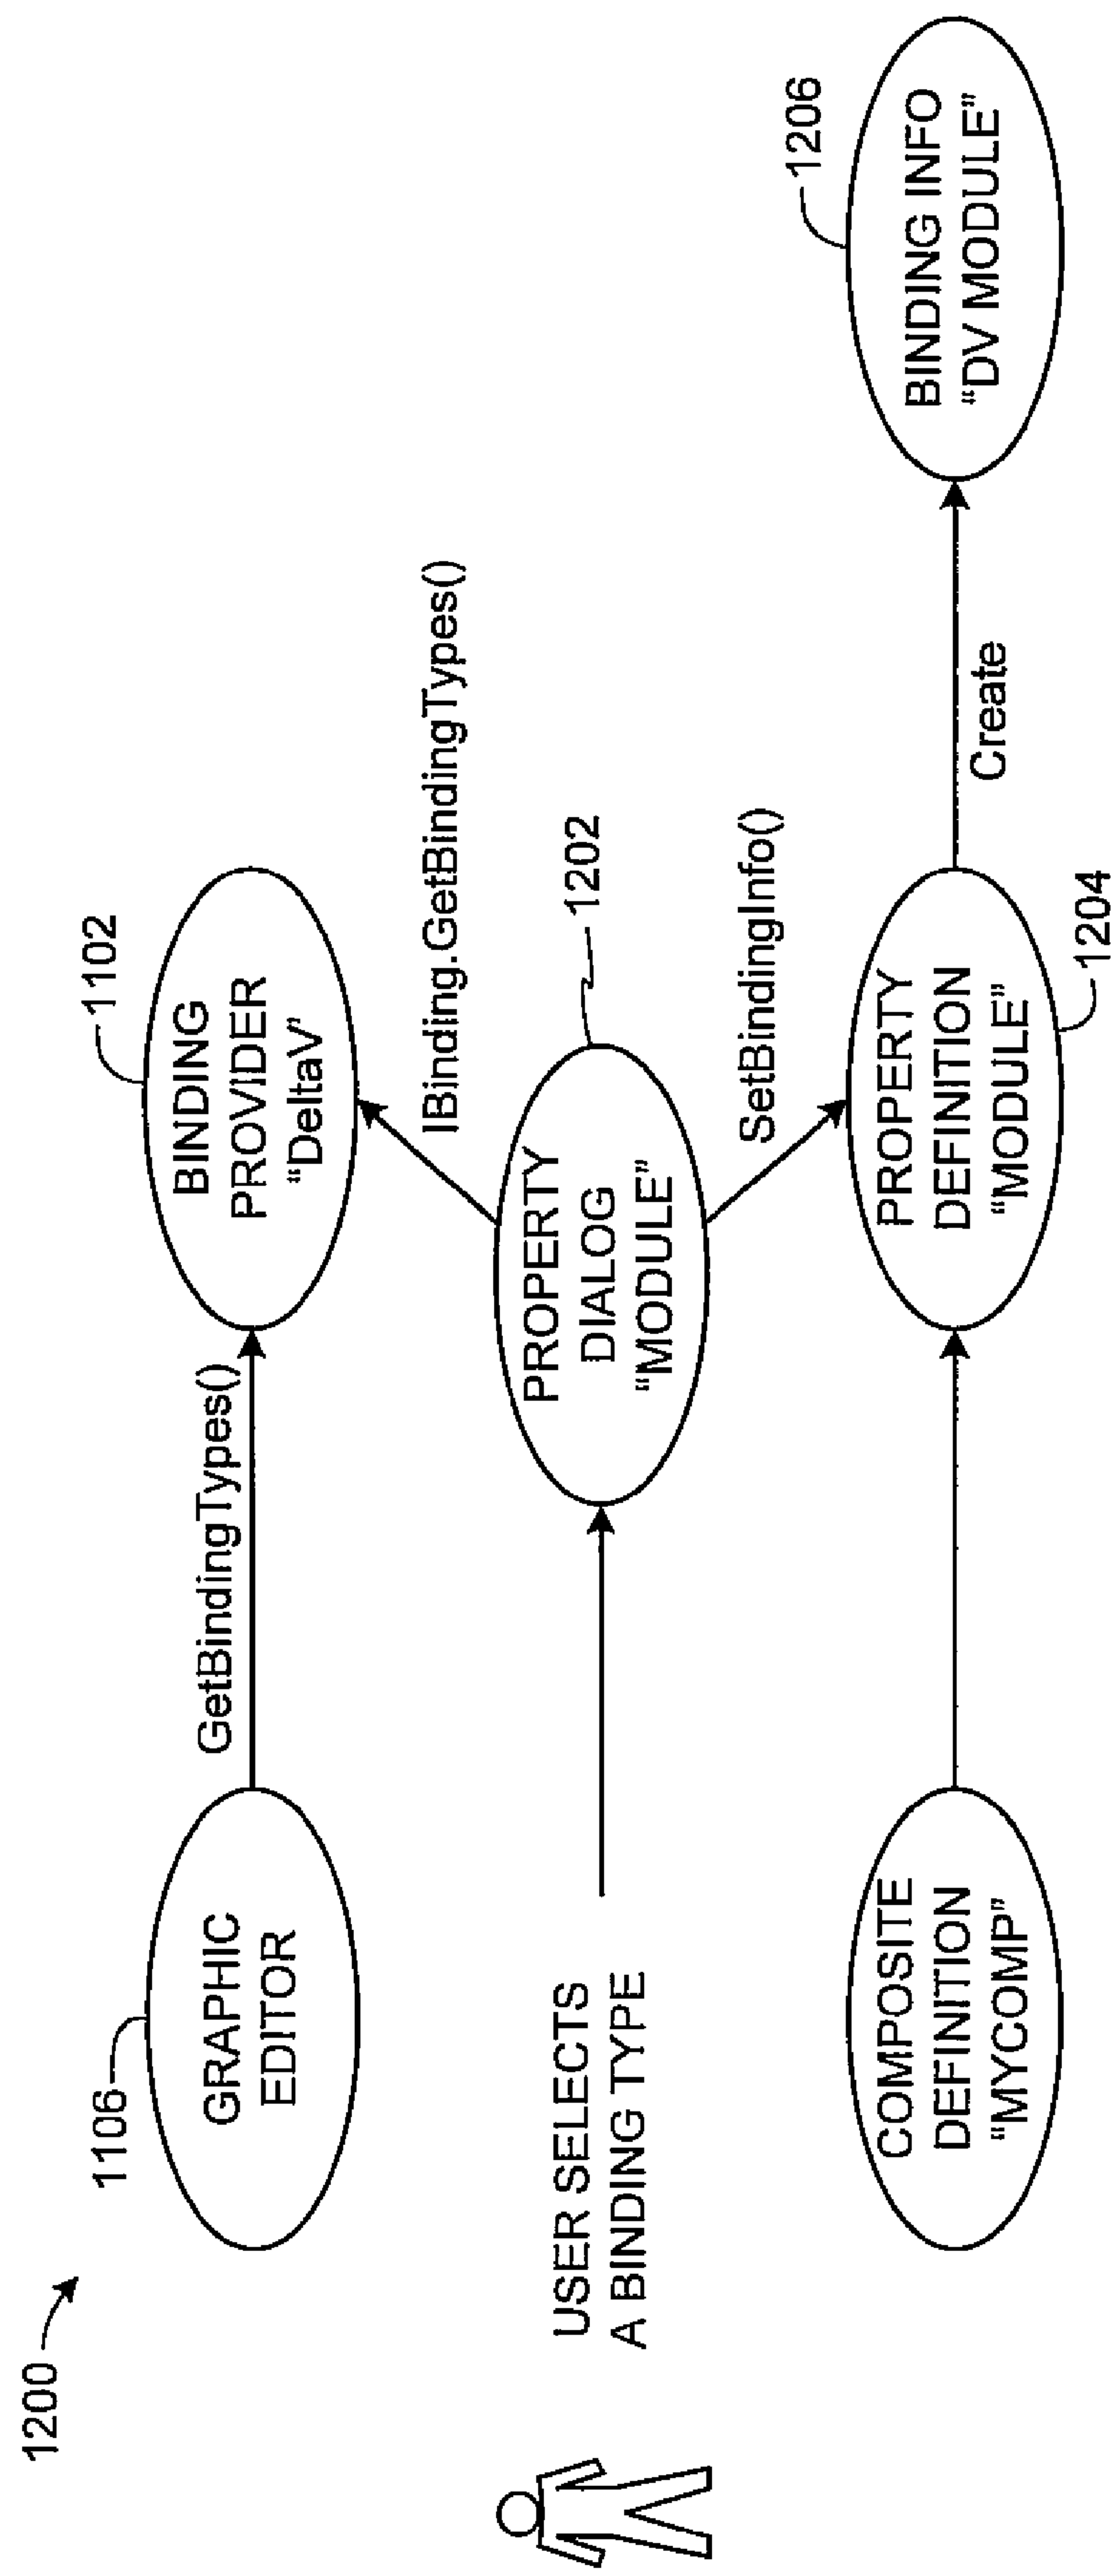 1200
1106
GRAPHIC
EDITOR
GetBindingTypes()
1102
BINDING
PROVIDER
“DeltaV”
IBinding.GetBindingTypes()
USER SELECTS
A BINDING TYPE
PROPERTY
DIALOG
“MODULE”
1202
SetBindingInfo()
COMPOSITE
DEFINITION
“MYCOMP”
PROPERTY
DEFINITION
“MODULE”
1204
Create
BINDING INFO
“DV MODULE”
1206